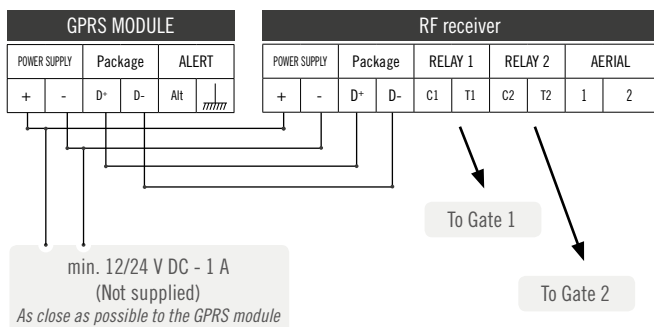 GPRS MODULE
RF receiver
POWER SUPPLY Package ALERT
POWER SUPPLY Package RELAY 1 RELAY 2 AERIAL
+ - D+ D- Alt
+ - D+ D- C1 T1 C2 T2 1 2
To Gate 1
To Gate 2
min. 12/24 V DC - 1 A
(Not supplied)
As close as possible to the GPRS module